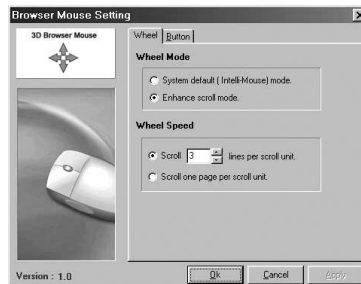 Browser Mouse Setting
3D Browser Mouse
Wheel Button
Wheel Mode
System default ( Intelli-Mouse) mode.
Enhance scroll mode.
Wheel Speed
Scroll 3 lines per scroll unit.
Scroll one page per scroll unit.
Version : 1.0
Ok Cancel Apply